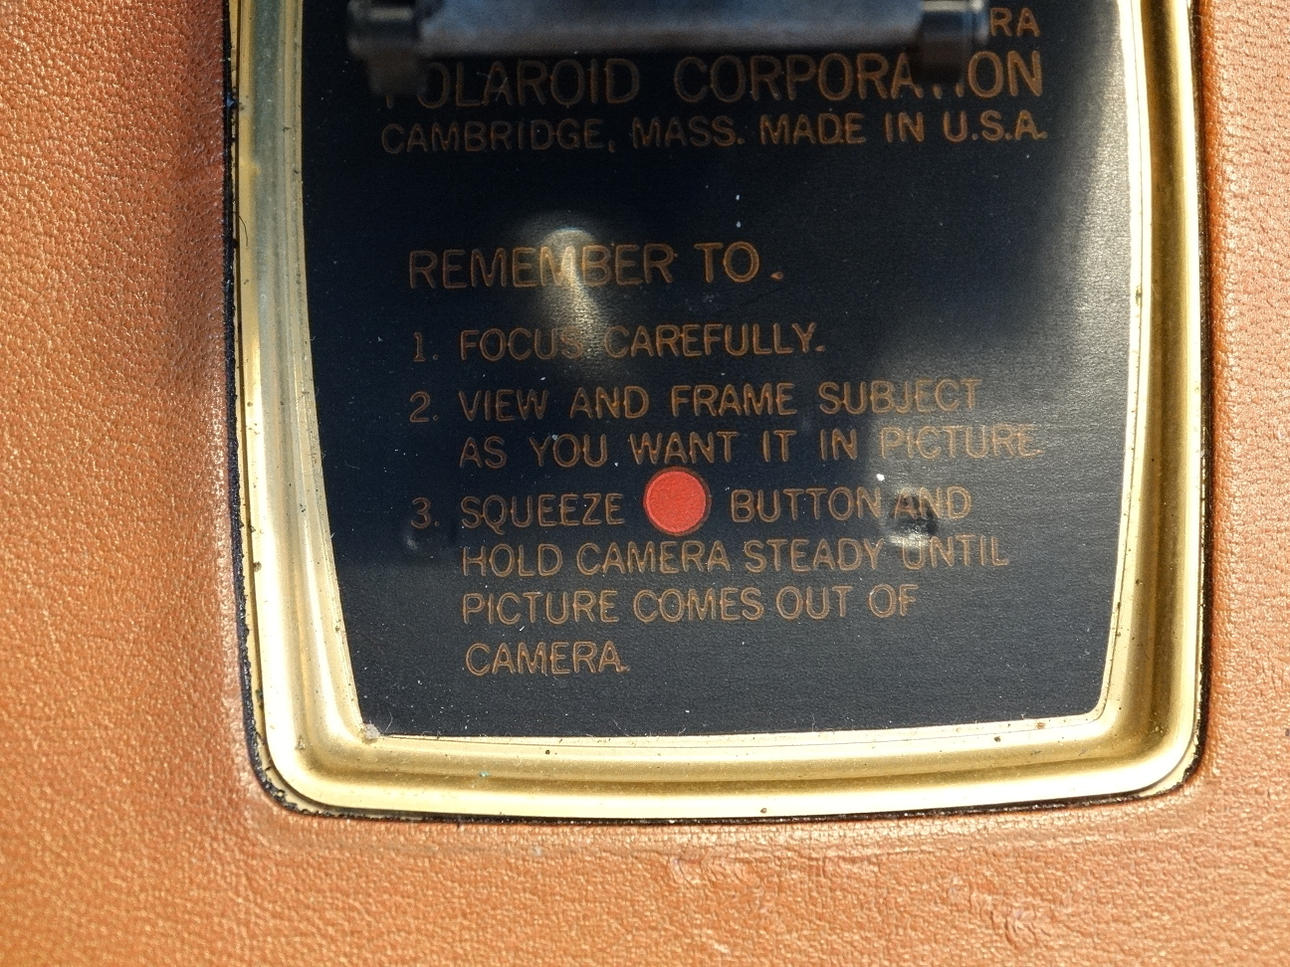 RA
POLAROID CORPORATION
CAMBRIDGE, MASS. MADE IN U.S.A.
REMEMBER TO.
1. FOCUS CAREFULLY.
2. VIEW AND FRAME SUBJECT
AS YOU WANT IT IN PICTURE.
3. SQUEEZE BUTTON AND
HOLD CAMERA STEADY UNTIL
PICTURE COMES OUT OF
CAMERA.